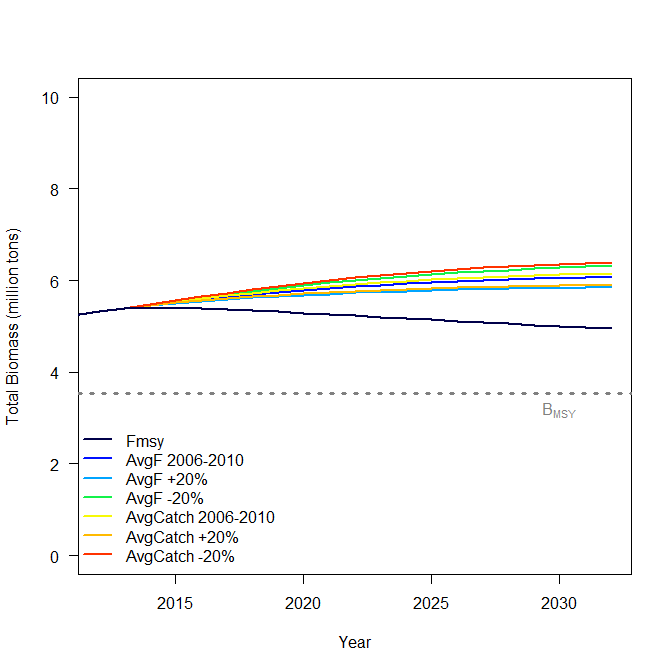 10
8
6
4
2
0
Total Biomass (million tons)
BMSY
Fmsy
AvgF 2006-2010
AvgF +20%
AvgF -20%
AvgCatch 2006-2010
AvgCatch +20%
AvgCatch -20%
2015 2020 2025 2030
Year